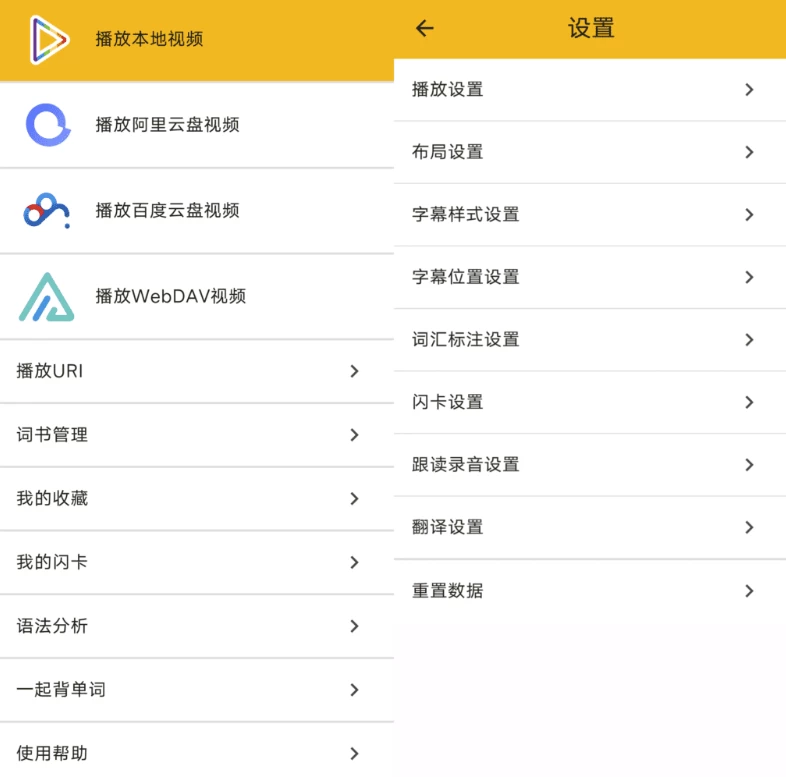 播放本地视频
播放阿里云盘视频
播放百度云盘视频
播放WebDAV视频
播放URI
词书管理
我的收藏
我的闪卡
语法分析
一起背单词
使用帮助
设置
播放设置
布局设置
字幕样式设置
字幕位置设置
词汇标注设置
闪卡设置
跟读录音设置
翻译设置
重置数据